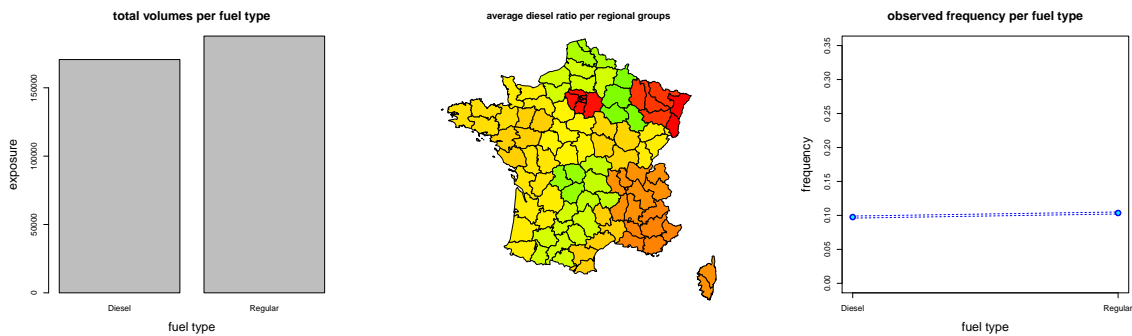 total volumes per fuel type
exposure
150000
100000
50000
0
Diesel
Regular
fuel type
average diesel ratio per regional groups
observed frequency per fuel type
frequency
0.35
0.30
0.25
0.20
0.15
0.10
0.05
0.00
Diesel
Regular
fuel type